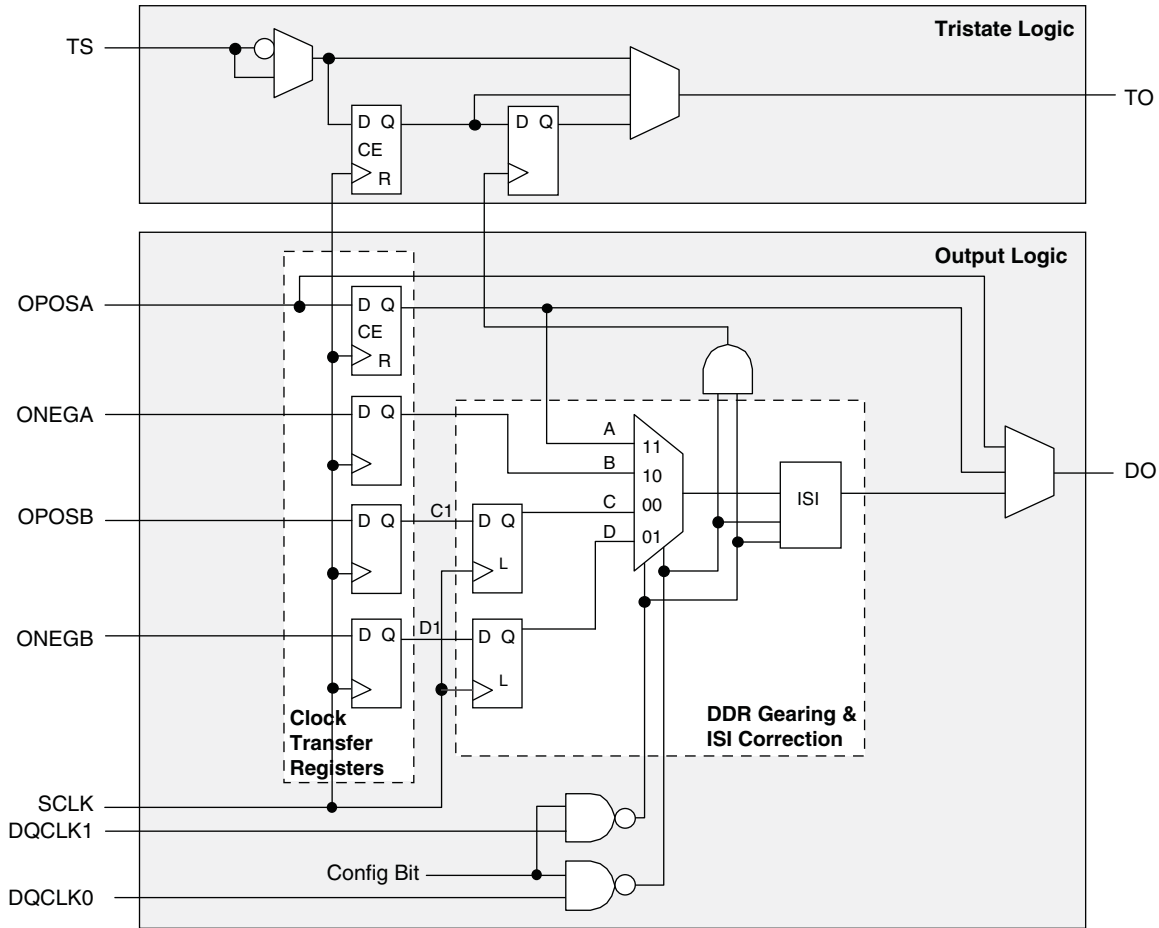 Tristate Logic
TS
TO
D Q
CE
R
D Q
Output Logic
OPOSA
D Q
CE
R
ONEGA
D Q
A
11
B
10
C
00
D
01
ISI
DO
OPOSB
D Q
C1
D Q
L
ONEGB
D Q
D1
D Q
L
Clock
Transfer
Registers
DDR Gearing &
ISI Correction
SCLK
DQCLK1
Config Bit
DQCLK0